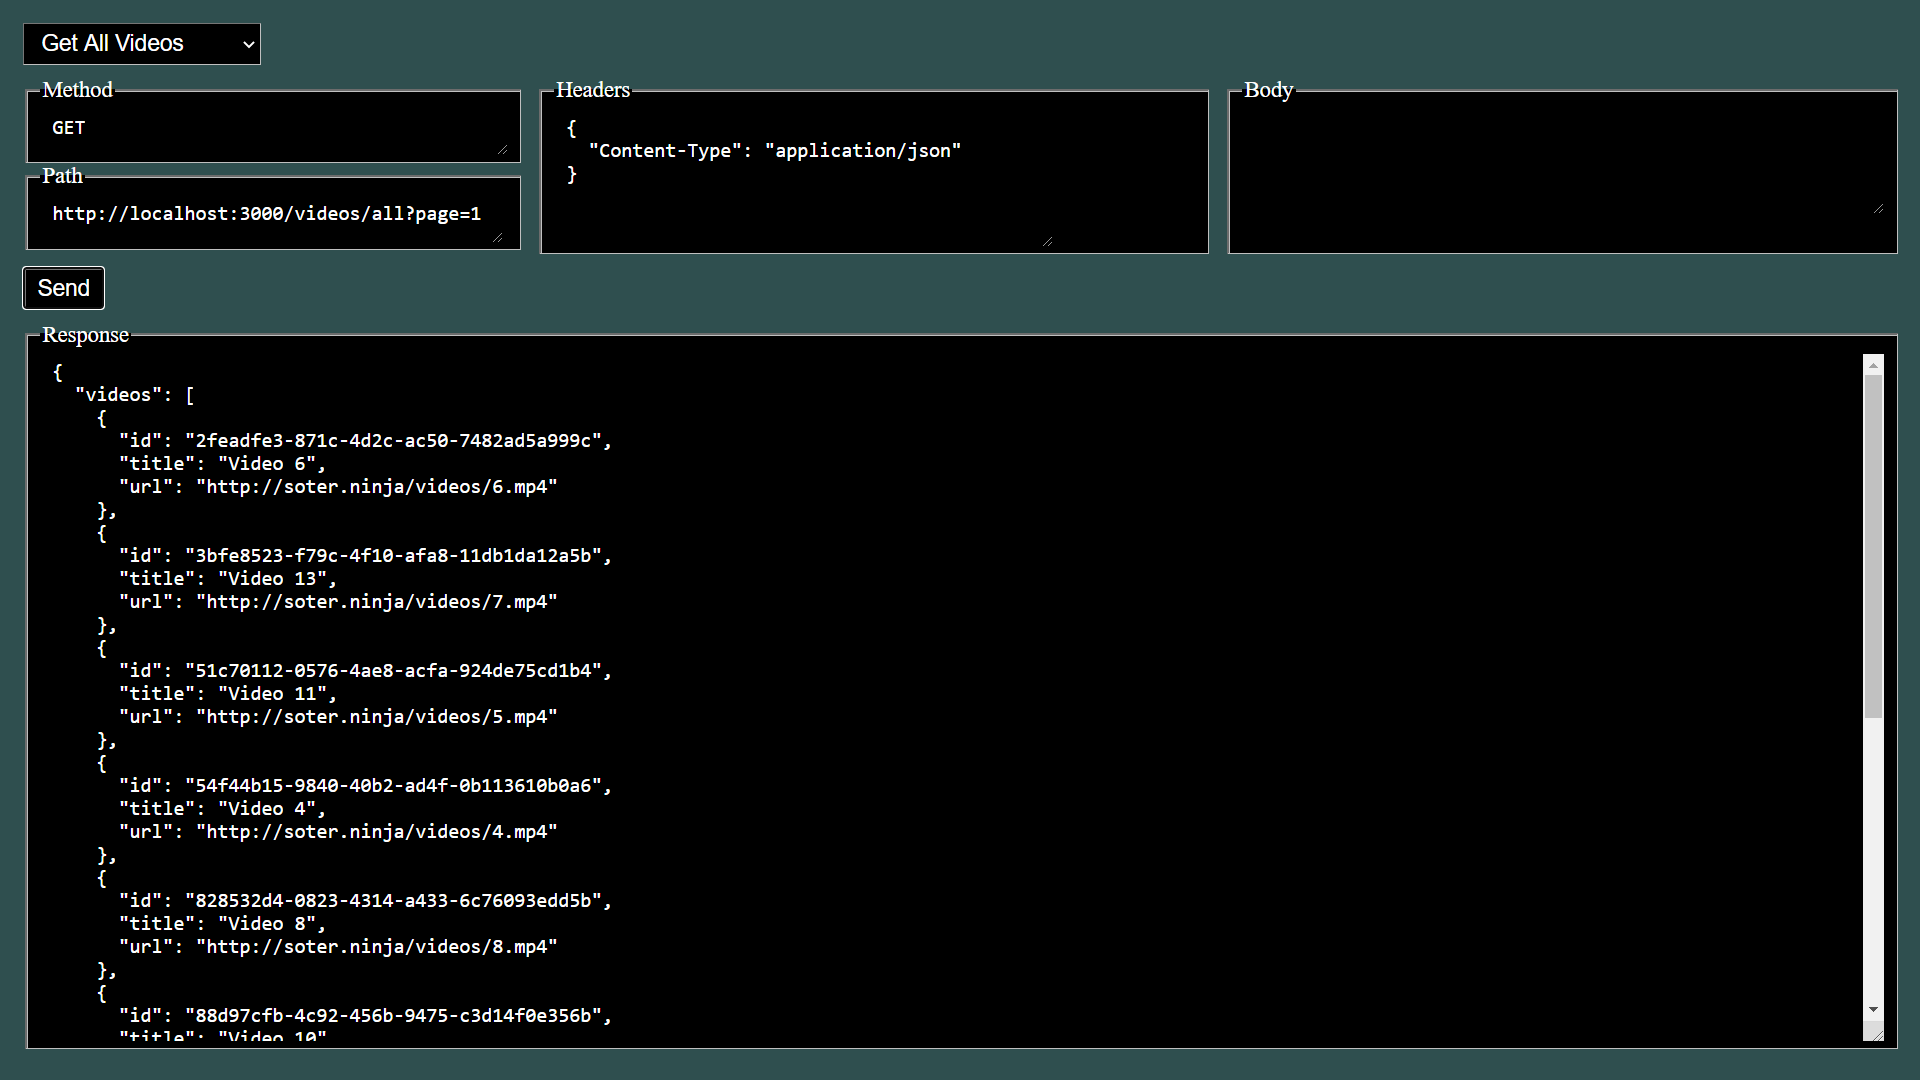 Get All Videos
Method
GET
Path
http://localhost:3000/videos/all?page=1
Headers
{
  "Content-Type": "application/json"
}
Body
Send
Response
{
  "videos": [
    {
      "id": "2feadfe3-871c-4d2c-ac50-7482ad5a999c",
      "title": "Video 6",
      "url": "http://soter.ninja/videos/6.mp4"
    },
    {
      "id": "3bfe8523-f79c-4f10-afa8-11db1da12a5b",
      "title": "Video 13",
      "url": "http://soter.ninja/videos/7.mp4"
    },
    {
      "id": "51c70112-0576-4ae8-acfa-924de75cd1b4",
      "title": "Video 11",
      "url": "http://soter.ninja/videos/5.mp4"
    },
    {
      "id": "54f44b15-9840-40b2-ad4f-0b113610b0a6",
      "title": "Video 4",
      "url": "http://soter.ninja/videos/4.mp4"
    },
    {
      "id": "828532d4-0823-4314-a433-6c76093edd5b",
      "title": "Video 8",
      "url": "http://soter.ninja/videos/8.mp4"
    },
    {
      "id": "88d97cfb-4c92-456b-9475-c3d14f0e356b",
      "title": "Video 10"